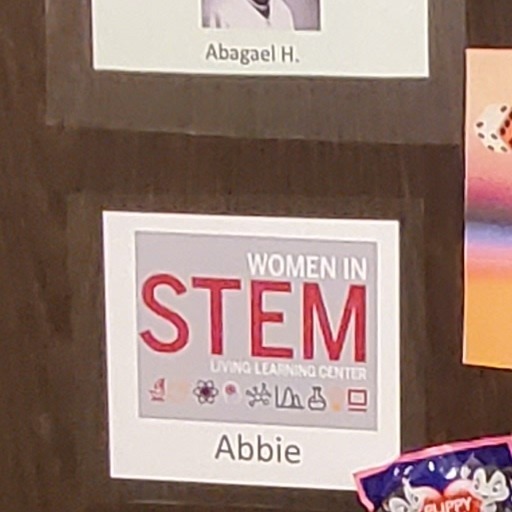 Abagael H.
WOMEN IN
STEM
LIVING LEARNING CENTER
Abbie